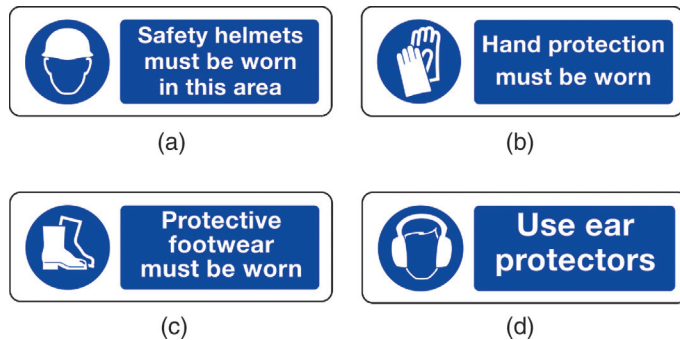 Safety helmets
must be worn
in this area
(a)
Hand protection
must be worn
(b)
Protective
footwear
must be worn
(c)
Use ear
protectors
(d)